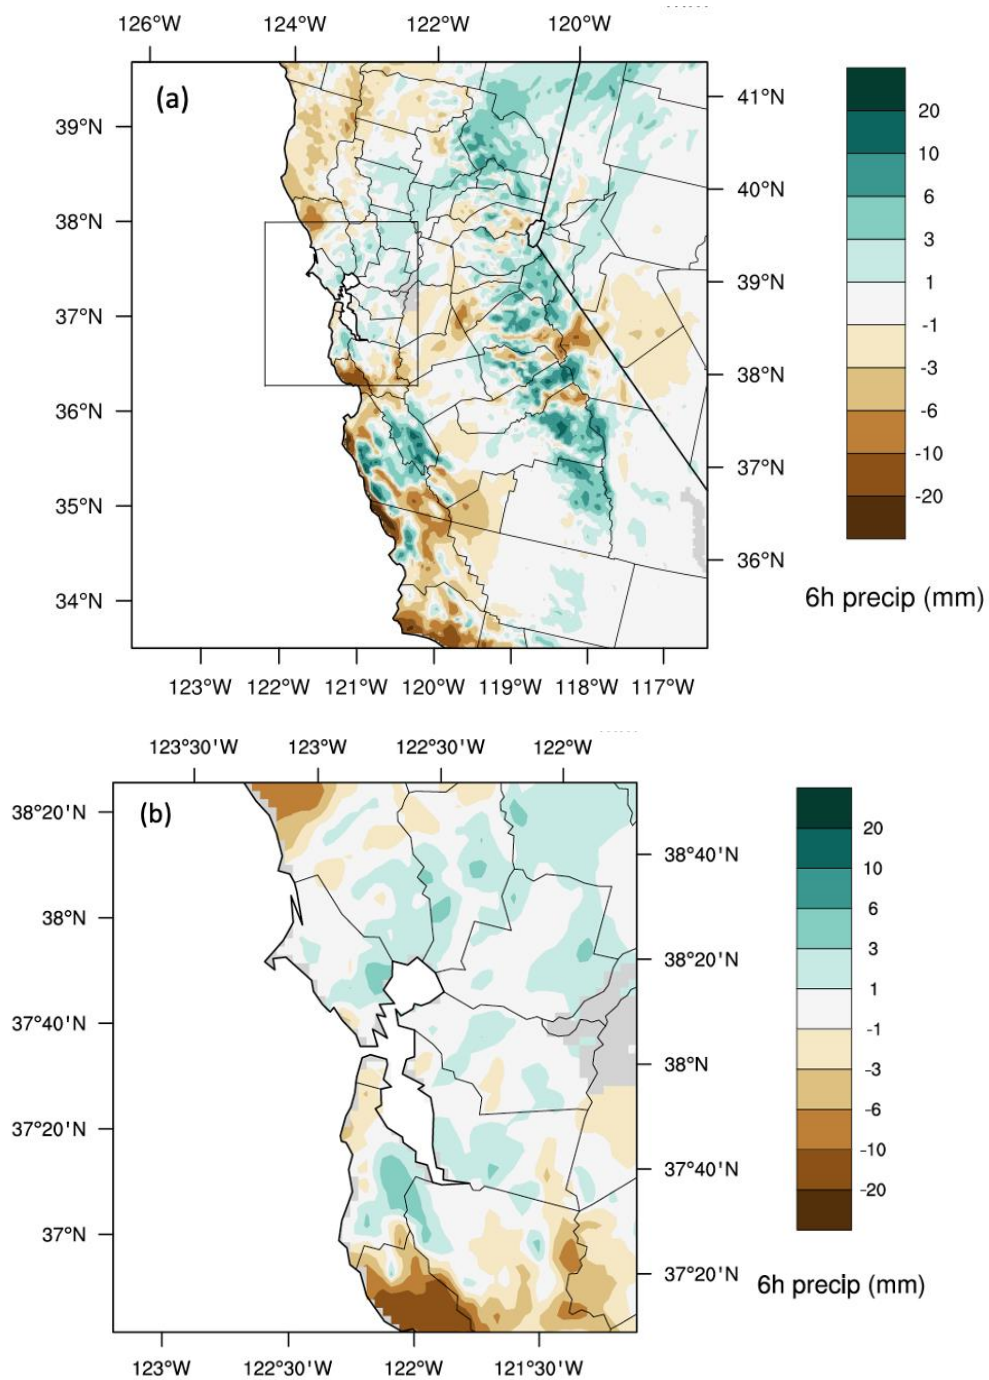 126°W 124°W 122°W 120°W
(a)
39°N
38°N
37°N
36°N
35°N
34°N
41°N
40°N
39°N
38°N
37°N
36°N
123°W 122°W 121°W 120°W 119°W 118°W 117°W
20
10
6
3
1
-1
-3
-6
-10
-20
6h precip (mm)
123°30'W 123°W 122°30'W 122°W
(b)
38°20'N
38°N
37°40'N
37°20'N
37°N
38°40'N
38°20'N
38°N
37°40'N
37°20'N
123°W 122°30'W 122°W 121°30'W
20
10
6
3
1
-1
-3
-6
-10
-20
6h precip (mm)